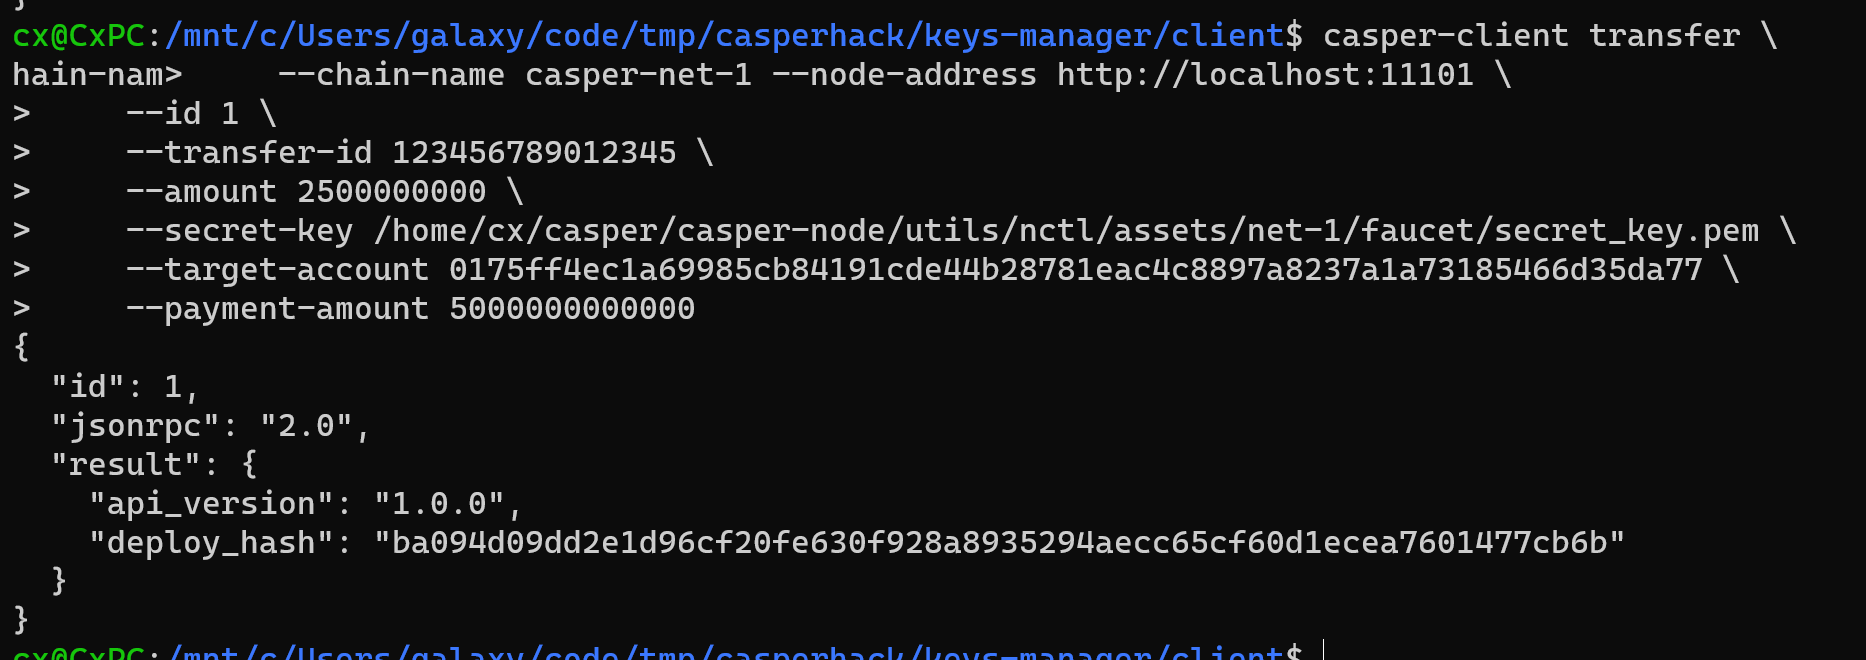 }
cx@CxPC:/mnt/c/Users/galaxy/code/tmp/casperhack/keys-manager/client$ casper-client transfer \
hain-nam>     --chain-name casper-net-1 --node-address http://localhost:11101 \
>     --id 1 \
>     --transfer-id 123456789012345 \
>     --amount 2500000000 \
>     --secret-key /home/cx/casper/casper-node/utils/nctl/assets/net-1/faucet/secret_key.pem \
>     --target-account 0175ff4ec1a69985cb84191cde44b28781eac4c8897a8237a1a73185466d35da77 \
>     --payment-amount 5000000000000
{
  "id": 1,
  "jsonrpc": "2.0",
  "result": {
    "api_version": "1.0.0",
    "deploy_hash": "ba094d09dd2e1d96cf20fe630f928a8935294aecc65cf60d1ecea7601477cb6b"
  }
}
cx@CxPC:/mnt/c/Users/galaxy/code/tmp/casperhack/keys-manager/client$